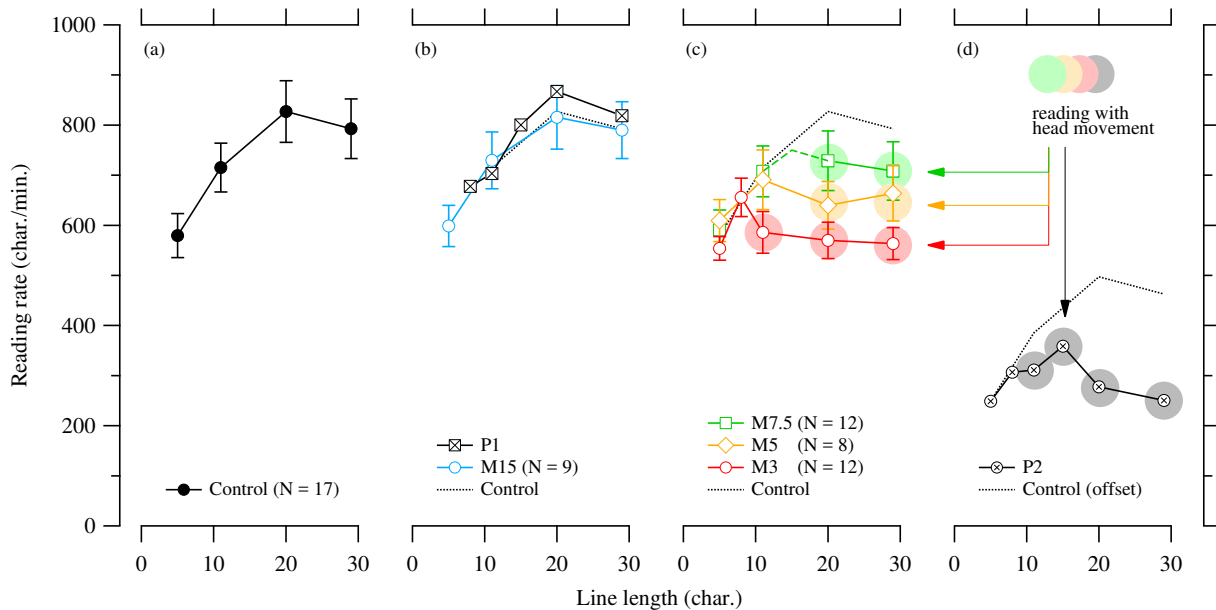 1000
800
600
400
200
0
Reading rate (char./min.)
(a)
Control (N = 17)
0 10 20 30
(b)
P1
M15 (N = 9)
Control
0 10 20 30
(c)
M7.5 (N = 12)
M5 (N = 8)
M3 (N = 12)
Control
0 10 20 30
(d)
reading with
head movement
P2
Control (offset)
0 10 20 30
Line length (char.)